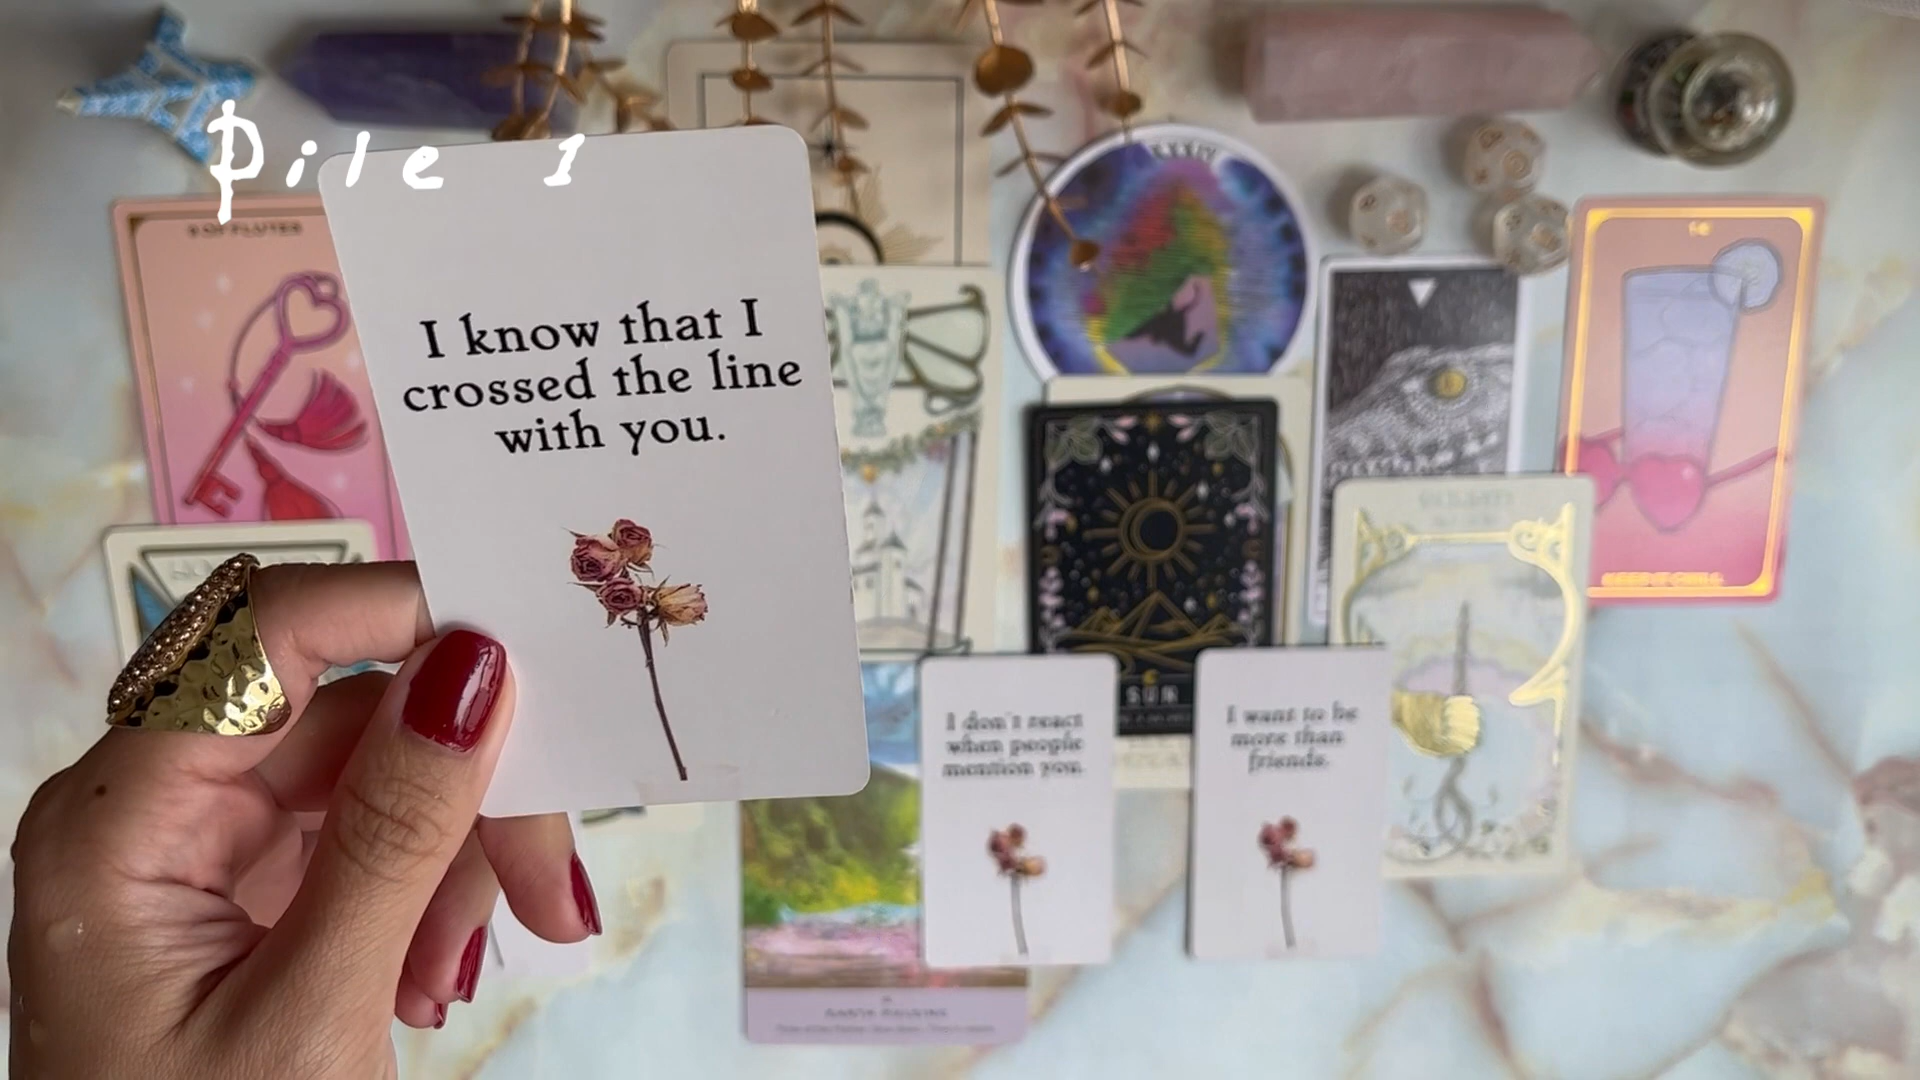 Pile 1
I know that I
crossed the line
with you.
XXXIV
I don't react
when people
mention you.
I want to be
more than
friends.
SUN